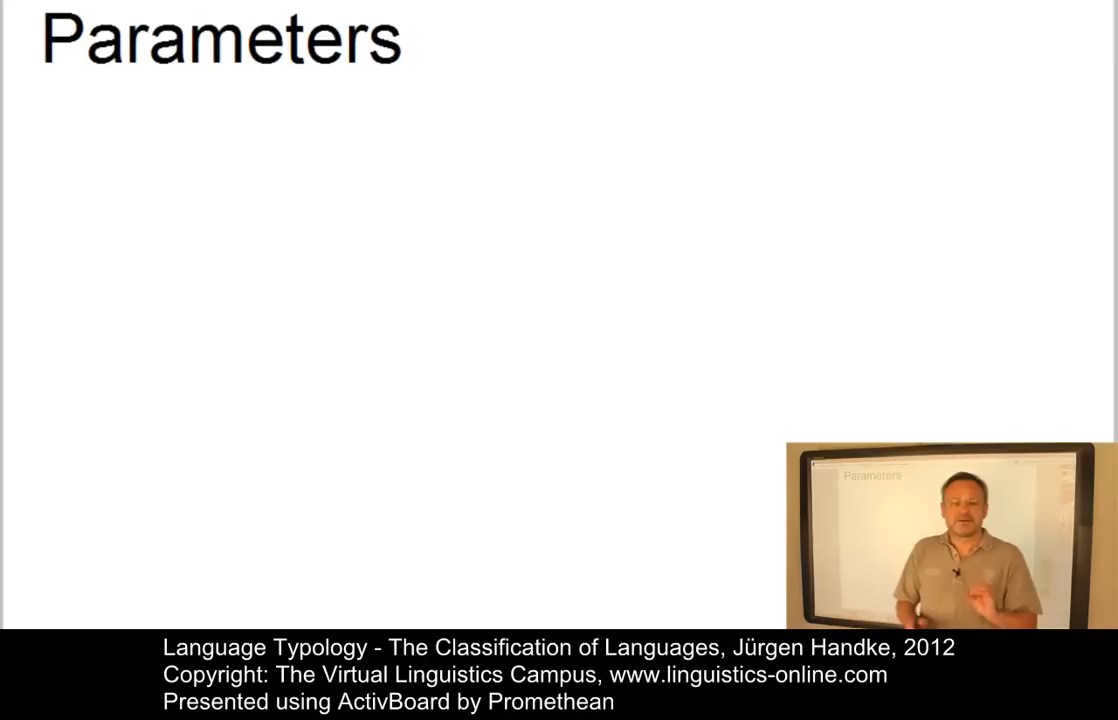 Parameters
Parameters
Language Typology - The Classification of Languages, Jürgen Handke, 2012
Copyright: The Virtual Linguistics Campus, www.linguistics-online.com
Presented using ActivBoard by Promethean